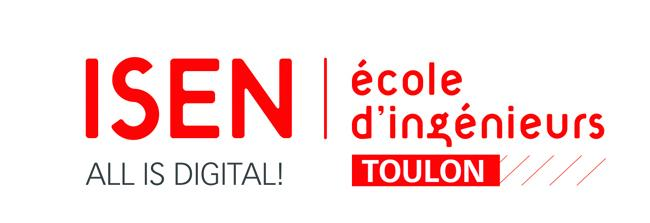 ISEN
ALL IS DIGITAL!
école
d'ingénieurs
TOULON